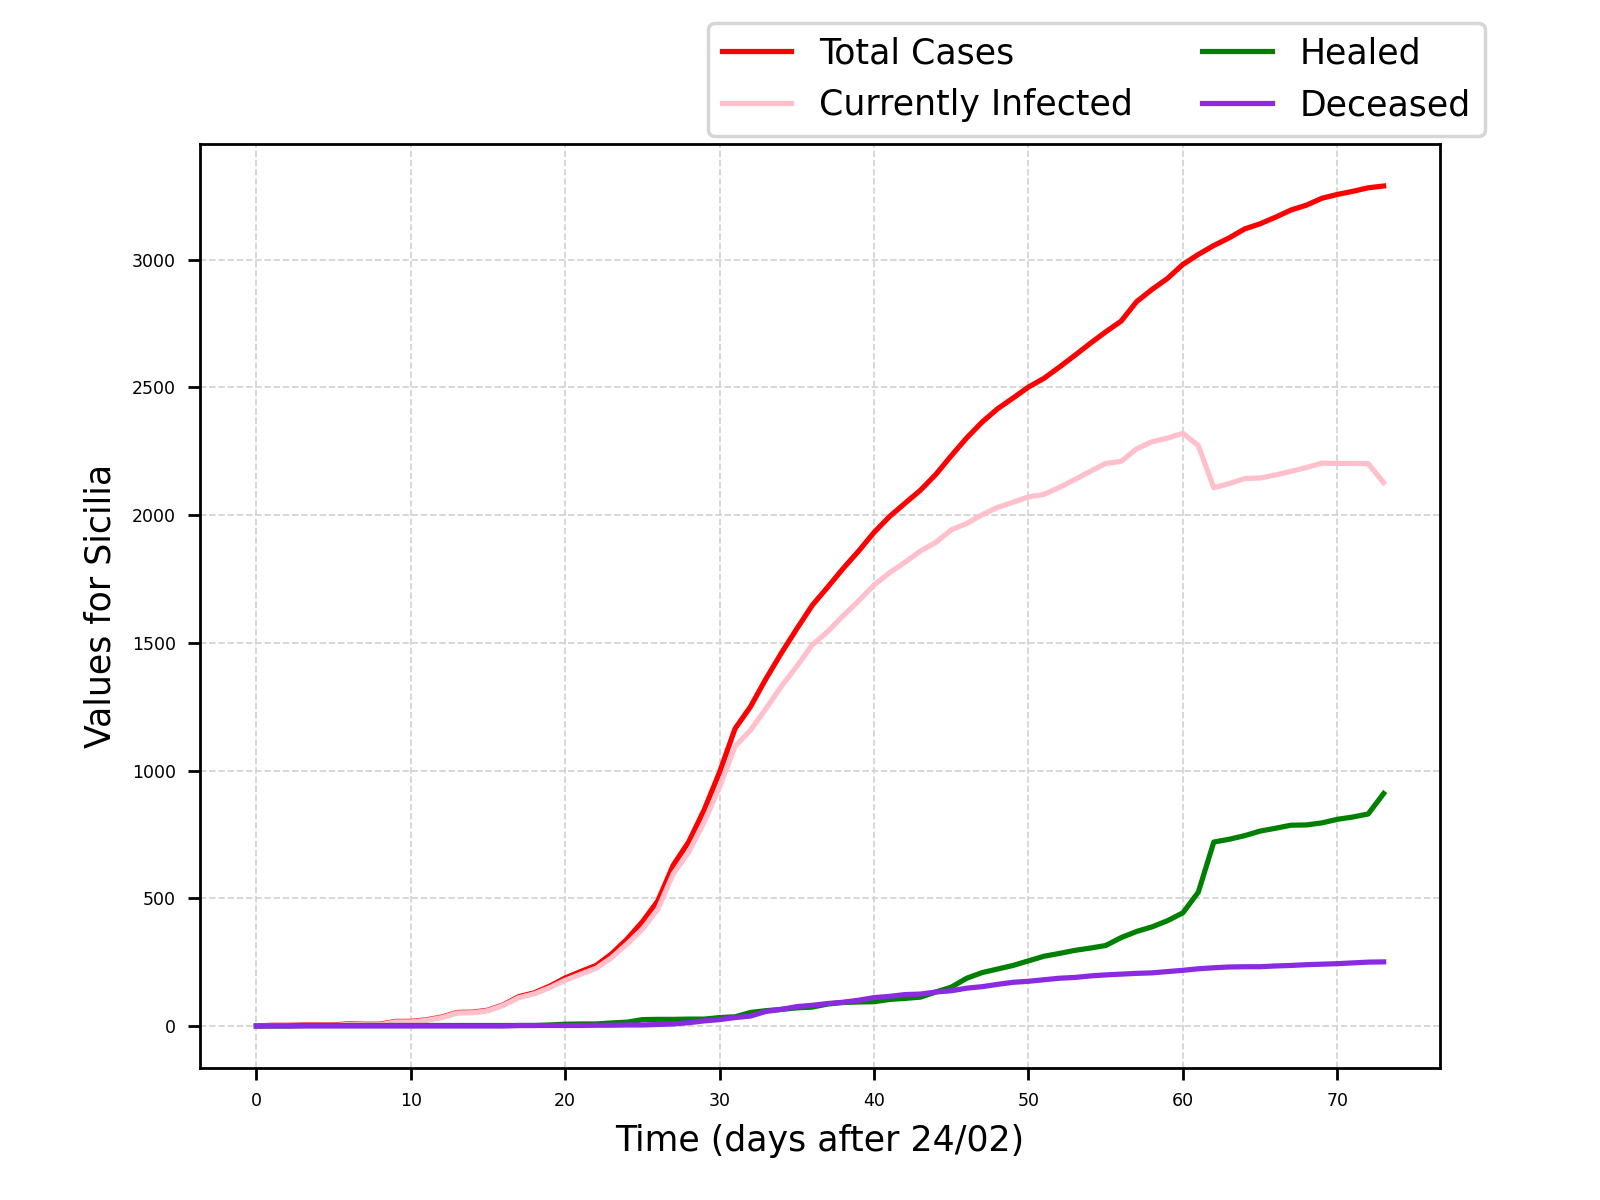 Total Cases
Currently Infected
Healed
Deceased
Values for Sicilia
3000
2500
2000
1500
1000
500
0
0 10 20 30 40 50 60 70
Time (days after 24/02)